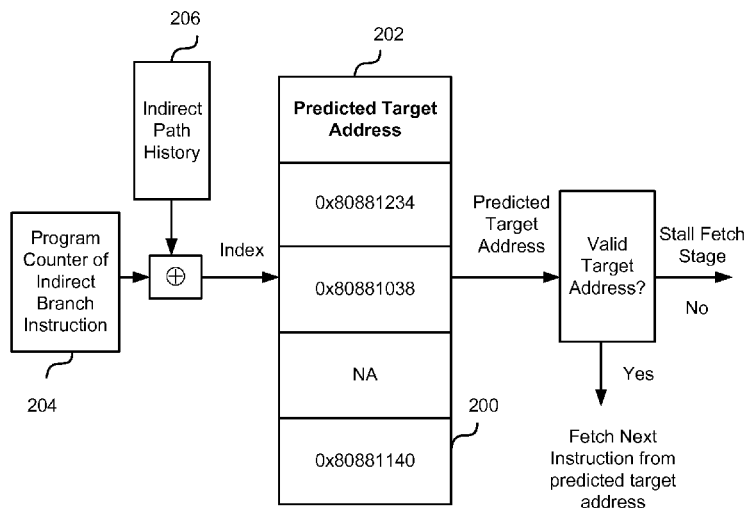 206
202
Indirect
Path
History
Predicted Target
Address
0x80881234
Program
Counter of
Indirect
Branch
Instruction
⊕
Index
0x80881038
Predicted
Target
Address
Valid
Target
Address?
Stall Fetch
Stage
No
204
NA
Yes
200
0x80881140
Fetch Next
Instruction from
predicted target
address